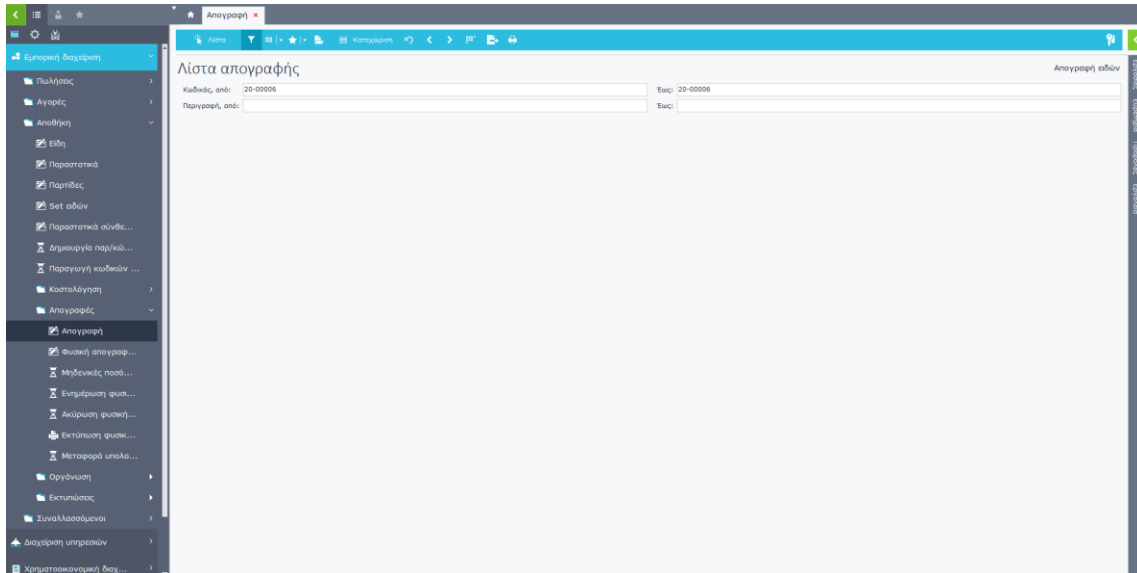 Απογραφή ×
Λίστα
Καταχώριση
Εμπορική διαχείριση
Λίστα απογραφής
Απογραφή ειδών
Πωλήσεις
Κωδικός, από: 20-00006 Έως: 20-00006
Αγορές
Περιγραφή, από: Έως:
Αποθήκη
Είδη
Παραστατικά
Παρτίδες
Set ειδών
Παραστατικά σύνθε...
Δημιουργία παρ/κώ...
Παραγωγή κωδικών ...
Κοστολόγηση
Απογραφές
Απογραφή
Φυσική απογραφ...
Μηδενικές ποσό...
Ενημέρωση φυσι...
Ακύρωση φυσική...
Εκτύπωση φυσικ...
Μεταφορά υπολο...
Οργάνωση
Εκτυπώσεις
Συναλλασσόμενοι
Διαχείριση υπηρεσιών
Χρηματοοικονομική διαχ...